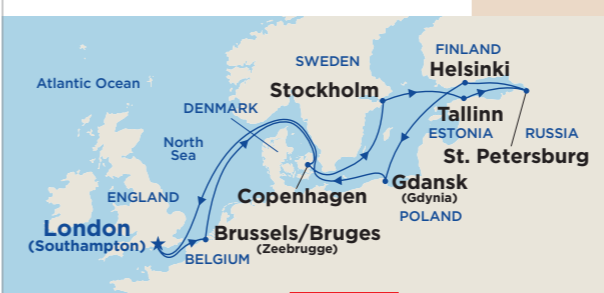 SWEDEN
FINLAND
Helsinki
Atlantic Ocean
Stockholm
DENMARK
Tallinn
ESTONIA
RUSSIA
North
Sea
St. Petersburg
ENGLAND
Copenhagen
Gdansk
(Gdynia)
POLAND
London
(Southampton)
Brussels/Bruges
(Zeebrugge)
BELGIUM